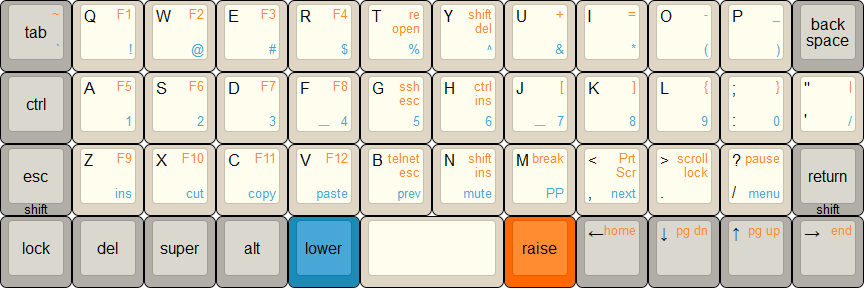 tab ~ `
Q F1 !
W F2 @
E F3 #
R F4 $
T re open %
Y shift del ^
U + &
I = *
O - (
P _ )
back space
ctrl
A F5 1
S F6 2
D F7 3
F F8 _ 4
G ssh esc 5
H ctrl ins 6
J [ _ 7
K ] 8
L { 9
; } : 0
" | ' /
esc shift
Z F9 ins
X F10 cut
C F11 copy
V F12 paste
B telnet esc prev
N shift ins mute
M break PP
< Prt Scr , next
> scroll lock .
? pause / menu
return shift
lock
del
super
alt
lower
raise
← home
↓ pg dn
↑ pg up
→ end